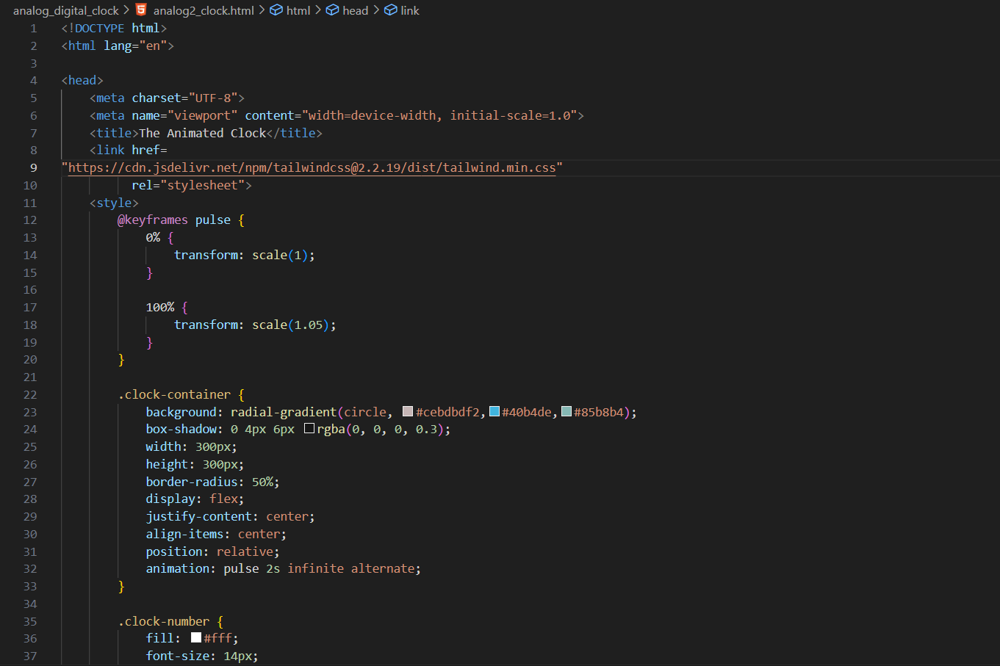 analog_digital_clock > analog2_clock.html > html > head > link
1 <!DOCTYPE html>
2 <html lang="en">
3
4 <head>
5     <meta charset="UTF-8">
6     <meta name="viewport" content="width=device-width, initial-scale=1.0">
7     <title>The Animated Clock</title>
8     <link href=
9 "https://cdn.jsdelivr.net/npm/tailwindcss@2.2.19/dist/tailwind.min.css"
10           rel="stylesheet">
11     <style>
12         @keyframes pulse {
13             0% {
14                 transform: scale(1);
15             }
16
17             100% {
18                 transform: scale(1.05);
19             }
20         }
21
22         .clock-container {
23             background: radial-gradient(circle, #cebdbdf2,#40b4de,#85b8b4);
24             box-shadow: 0 4px 6px rgba(0, 0, 0, 0.3);
25             width: 300px;
26             height: 300px;
27             border-radius: 50%;
28             display: flex;
29             justify-content: center;
30             align-items: center;
31             position: relative;
32             animation: pulse 2s infinite alternate;
33         }
34
35         .clock-number {
36             fill: #fff;
37             font-size: 14px;